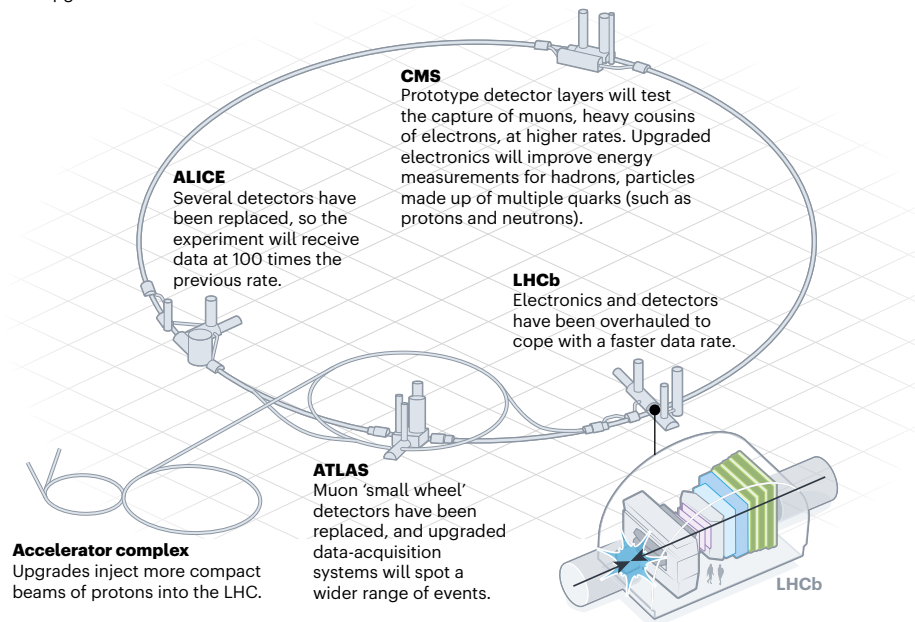 CMS
Prototype detector layers will test
the capture of muons, heavy cousins
of electrons, at higher rates. Upgraded
electronics will improve energy
measurements for hadrons, particles
made up of multiple quarks (such as
protons and neutrons).
ALICE
Several detectors have
been replaced, so the
experiment will receive
data at 100 times the
previous rate.
LHCb
Electronics and detectors
have been overhauled to
cope with a faster data rate.
ATLAS
Muon ‘small wheel’
detectors have been
replaced, and upgraded
data-acquisition
systems will spot a
wider range of events.
Accelerator complex
Upgrades inject more compact
beams of protons into the LHC.
LHCb